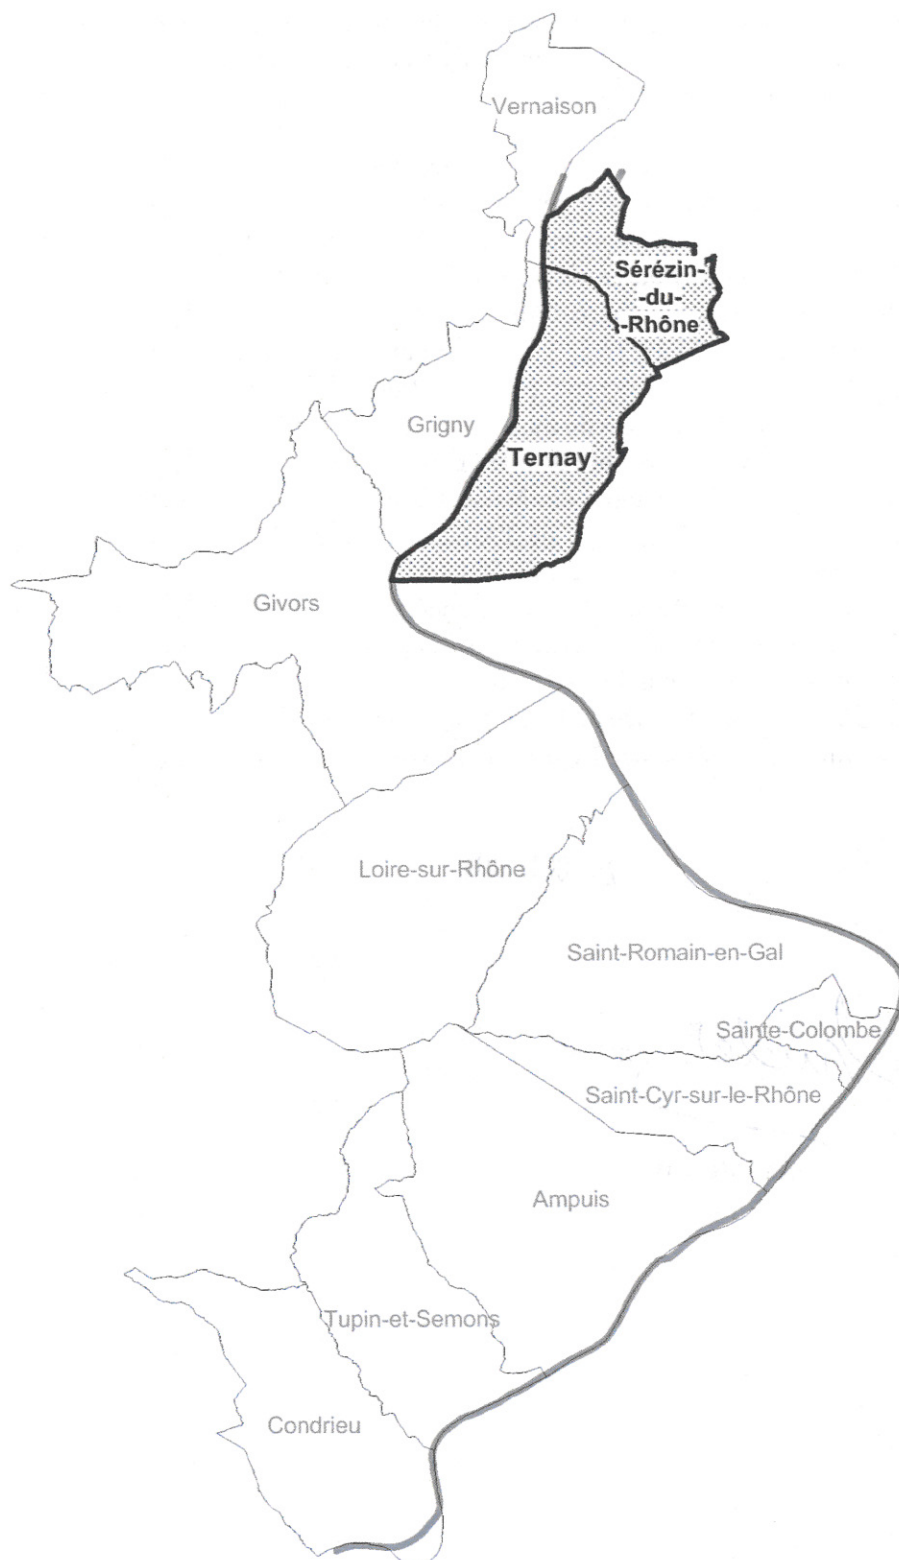 Vernaison
Sérézin-
-du-
-Rhône
Grigny
Ternay
Givors
Loire-sur-Rhône
Saint-Romain-en-Gal
Sainte-Colombe
Saint-Cyr-sur-le-Rhône
Ampuis
Tupin-et-Semons
Condrieu